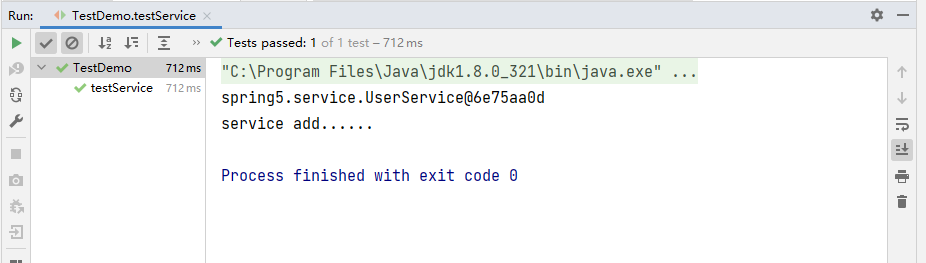 Run: TestDemo.testService ×
» Tests passed: 1 of 1 test – 712 ms
TestDemo 712 ms
testService 712 ms
"C:\Program Files\Java\jdk1.8.0_321\bin\java.exe" ...
spring5.service.UserService@6e75aa0d
service add......
Process finished with exit code 0